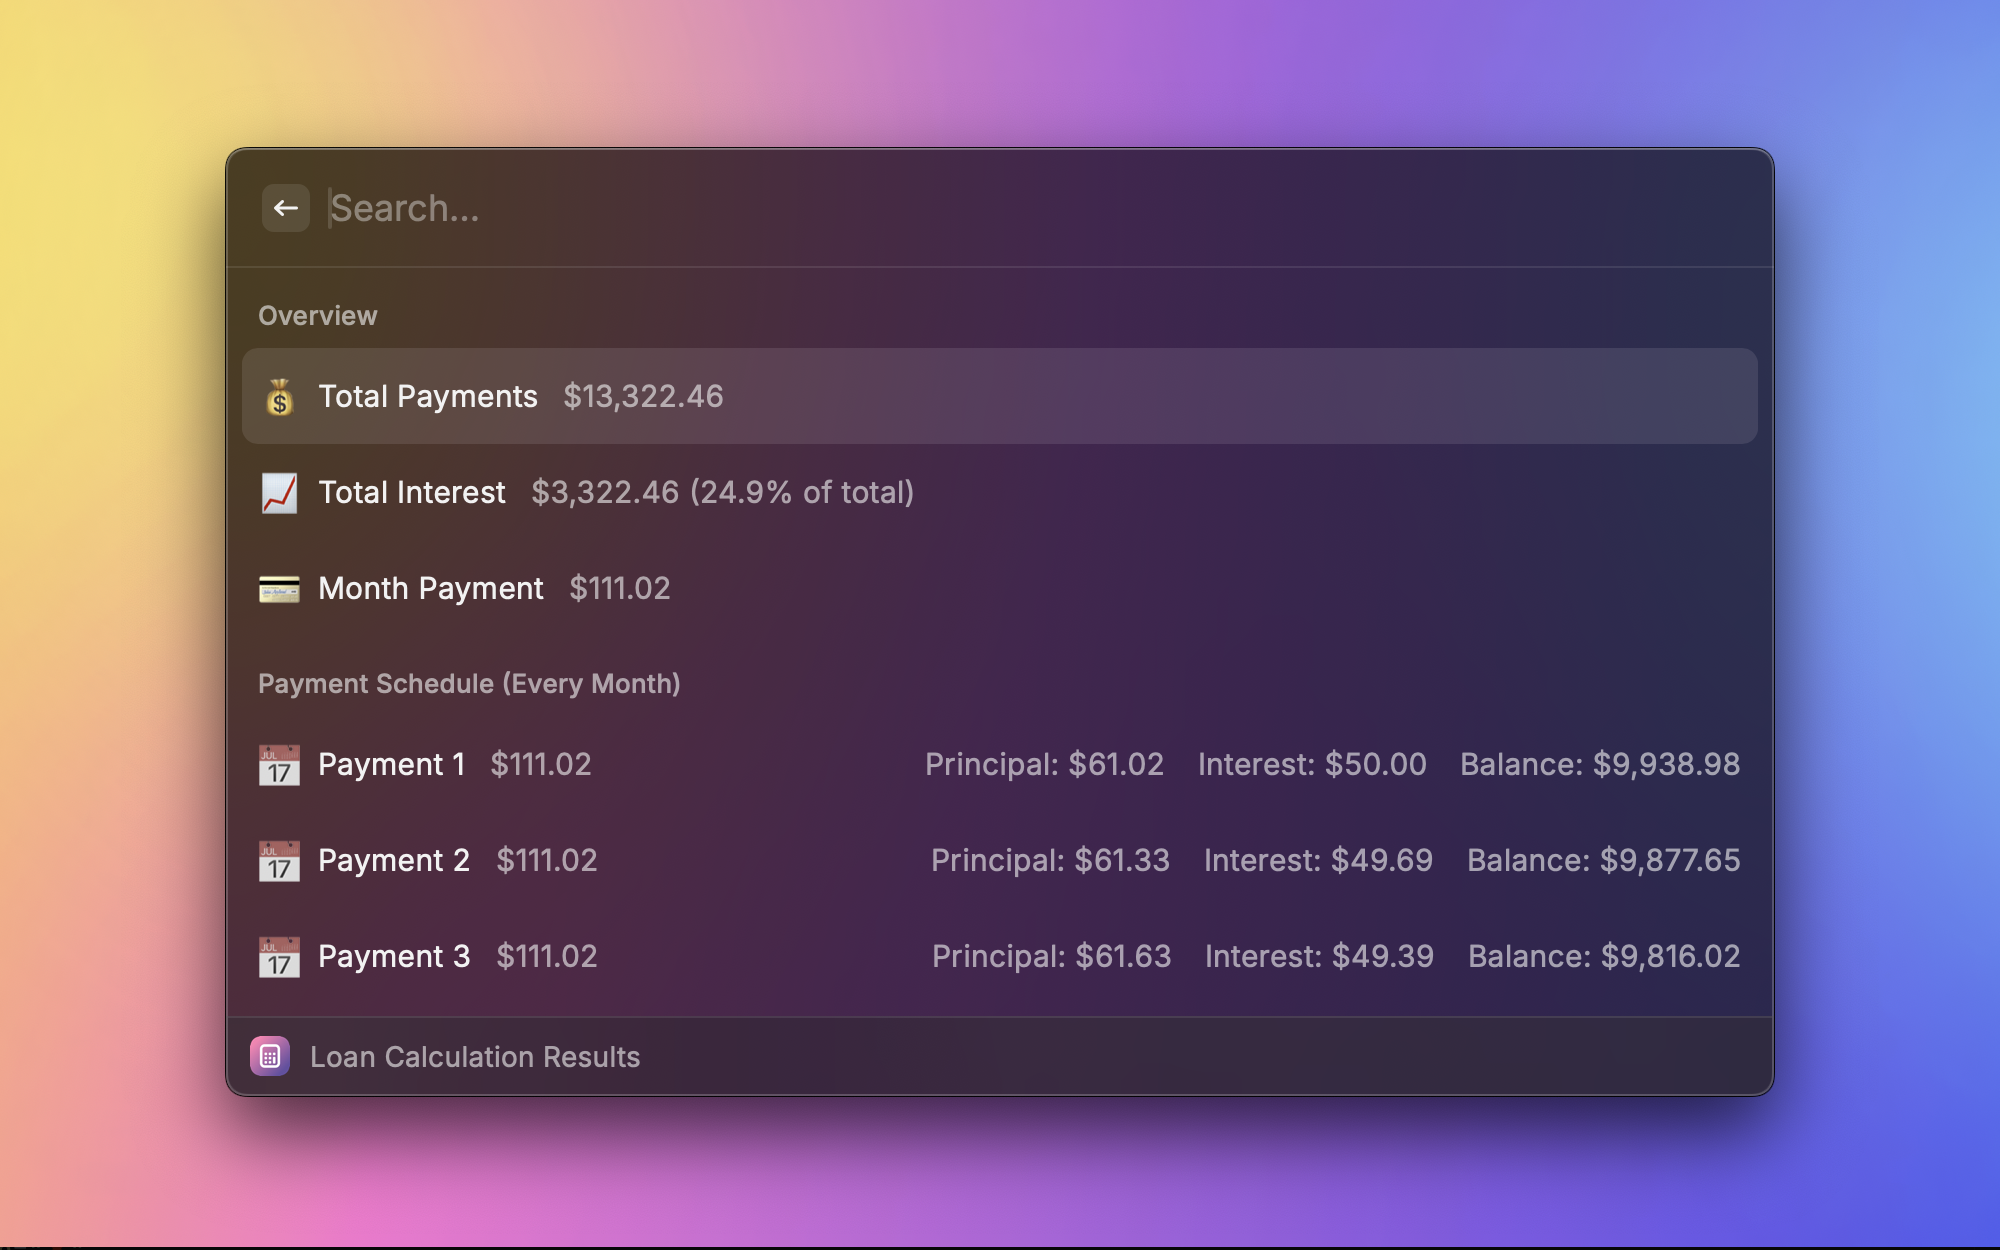 Search...
Overview
Total Payments $13,322.46
Total Interest $3,322.46 (24.9% of total)
Month Payment $111.02
Payment Schedule (Every Month)
JUL 17 Payment 1 $111.02 Principal: $61.02 Interest: $50.00 Balance: $9,938.98
JUL 17 Payment 2 $111.02 Principal: $61.33 Interest: $49.69 Balance: $9,877.65
JUL 17 Payment 3 $111.02 Principal: $61.63 Interest: $49.39 Balance: $9,816.02
Loan Calculation Results